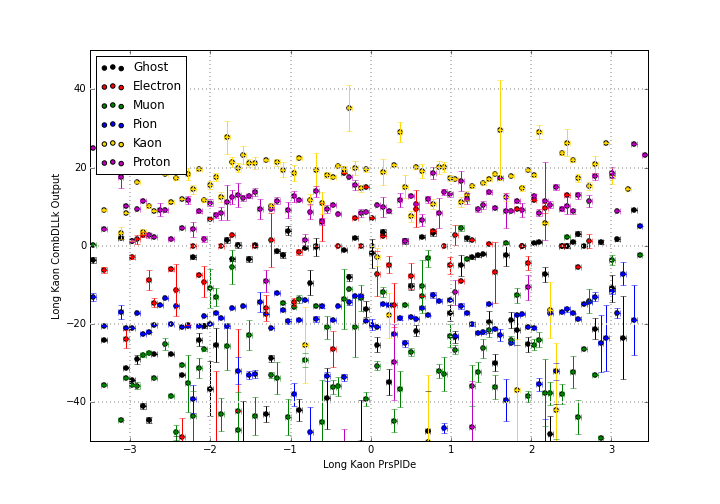 Long Kaon CombDLLk Output
40
20
0
−20
−40
Ghost
Electron
Muon
Pion
Kaon
Proton
−3 −2 −1 0 1 2 3
Long Kaon PrsPIDe